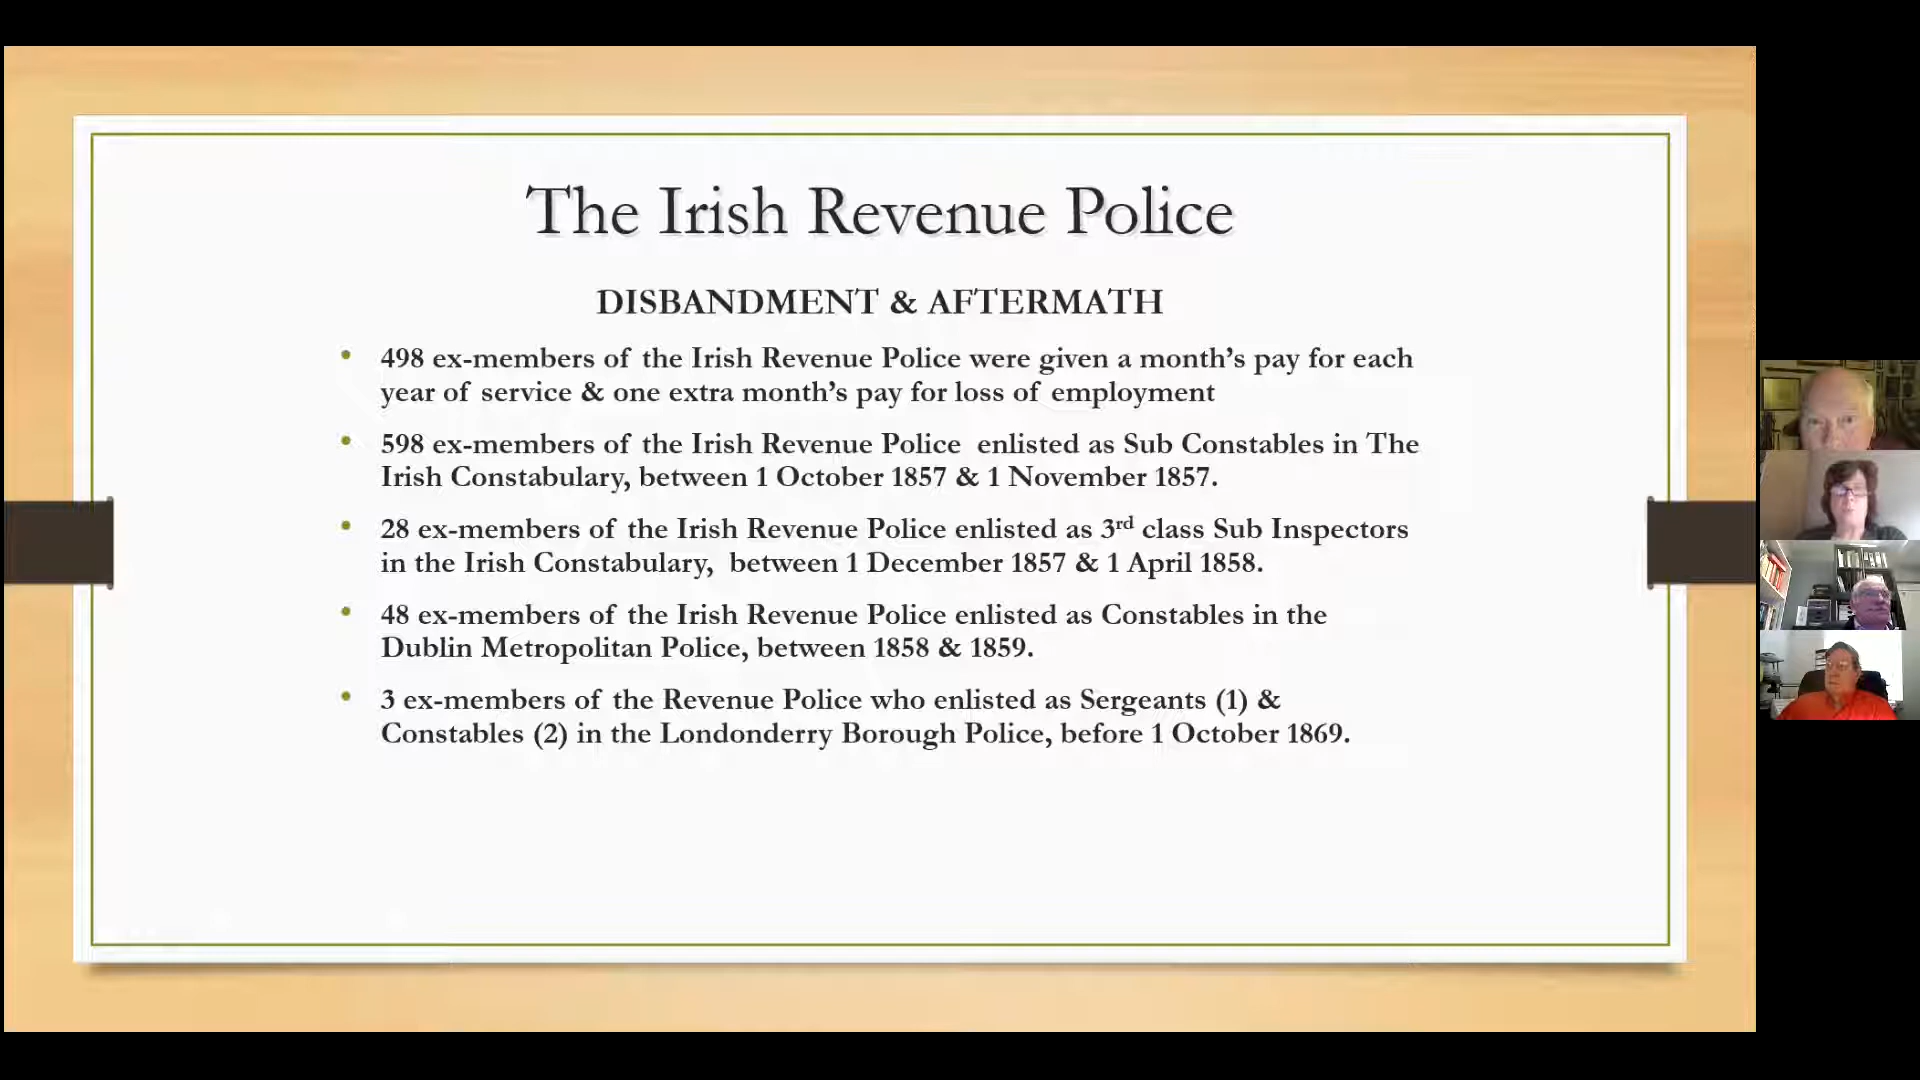 The Irish Revenue Police
DISBANDMENT & AFTERMATH
• 498 ex-members of the Irish Revenue Police were given a month’s pay for each
year of service & one extra month’s pay for loss of employment
• 598 ex-members of the Irish Revenue Police enlisted as Sub Constables in The
Irish Constabulary, between 1 October 1857 & 1 November 1857.
• 28 ex-members of the Irish Revenue Police enlisted as 3rd class Sub Inspectors
in the Irish Constabulary, between 1 December 1857 & 1 April 1858.
• 48 ex-members of the Irish Revenue Police enlisted as Constables in the
Dublin Metropolitan Police, between 1858 & 1859.
• 3 ex-members of the Revenue Police who enlisted as Sergeants (1) &
Constables (2) in the Londonderry Borough Police, before 1 October 1869.